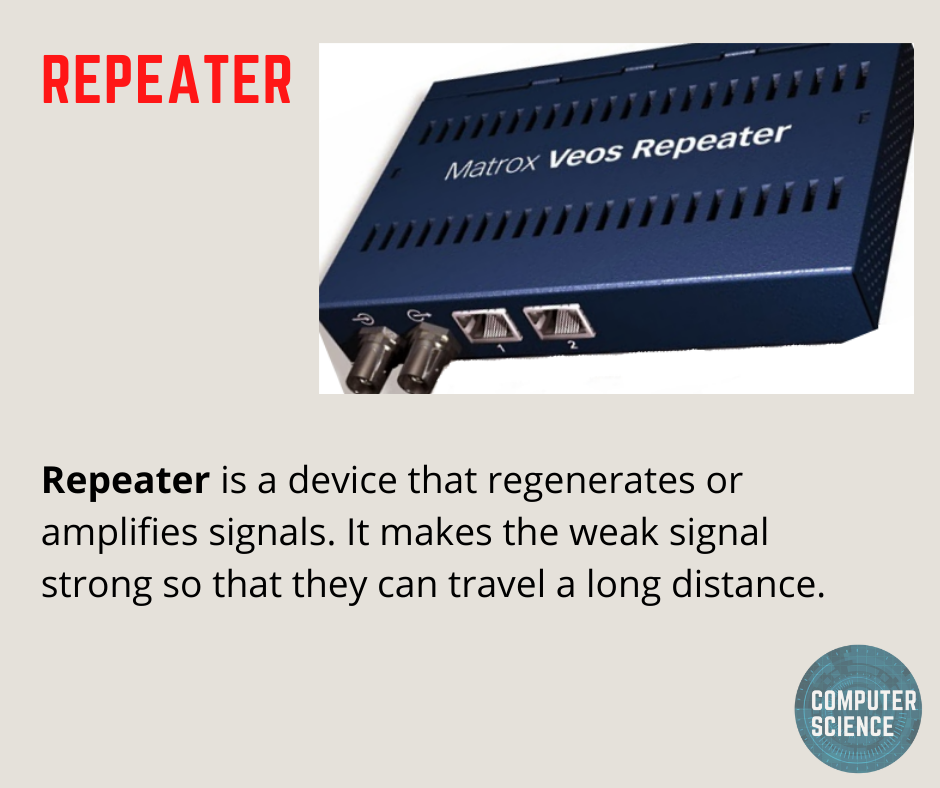 REPEATER
Matrox Veos Repeater
1 2
Repeater is a device that regenerates or
amplifies signals. It makes the weak signal
strong so that they can travel a long distance.
COMPUTER
SCIENCE